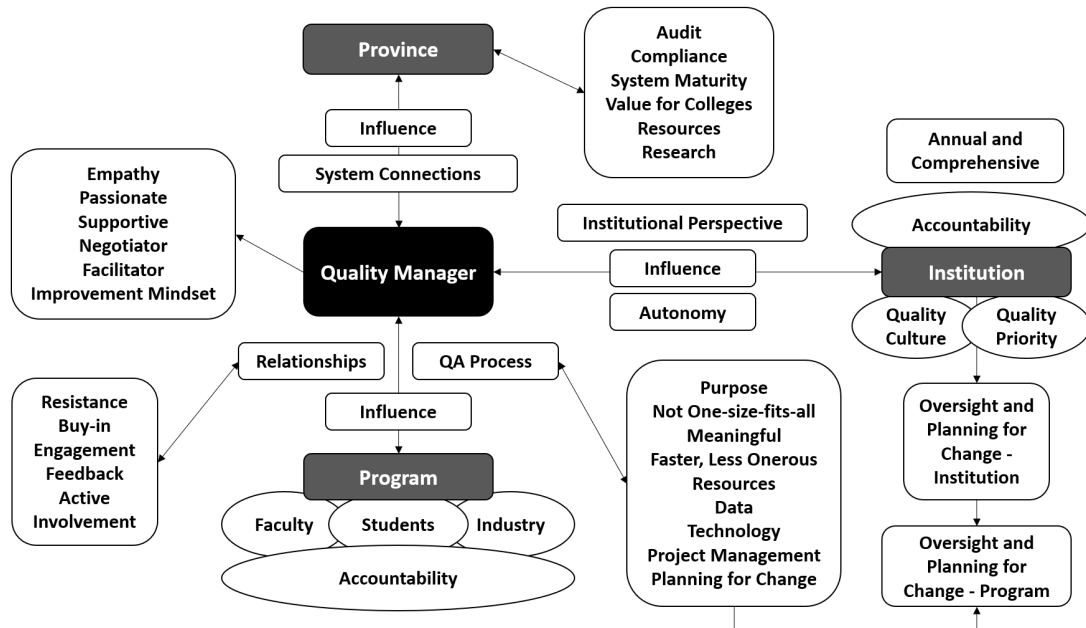 Province
Audit
Compliance
System Maturity
Value for Colleges
Resources
Research
Influence
System Connections
Annual and
Comprehensive
Empathy
Passionate
Supportive
Negotiator
Facilitator
Improvement Mindset
Quality Manager
Institutional Perspective
Influence
Autonomy
Accountability
Institution
Quality
Culture
Quality
Priority
Relationships
QA Process
Influence
Resistance
Buy-in
Engagement
Feedback
Active
Involvement
Program
Faculty
Students
Industry
Accountability
Purpose
Not One-size-fits-all
Meaningful
Faster, Less Onerous
Resources
Data
Technology
Project Management
Planning for Change
Oversight and
Planning for
Change -
Institution
Oversight and
Planning for
Change - Program